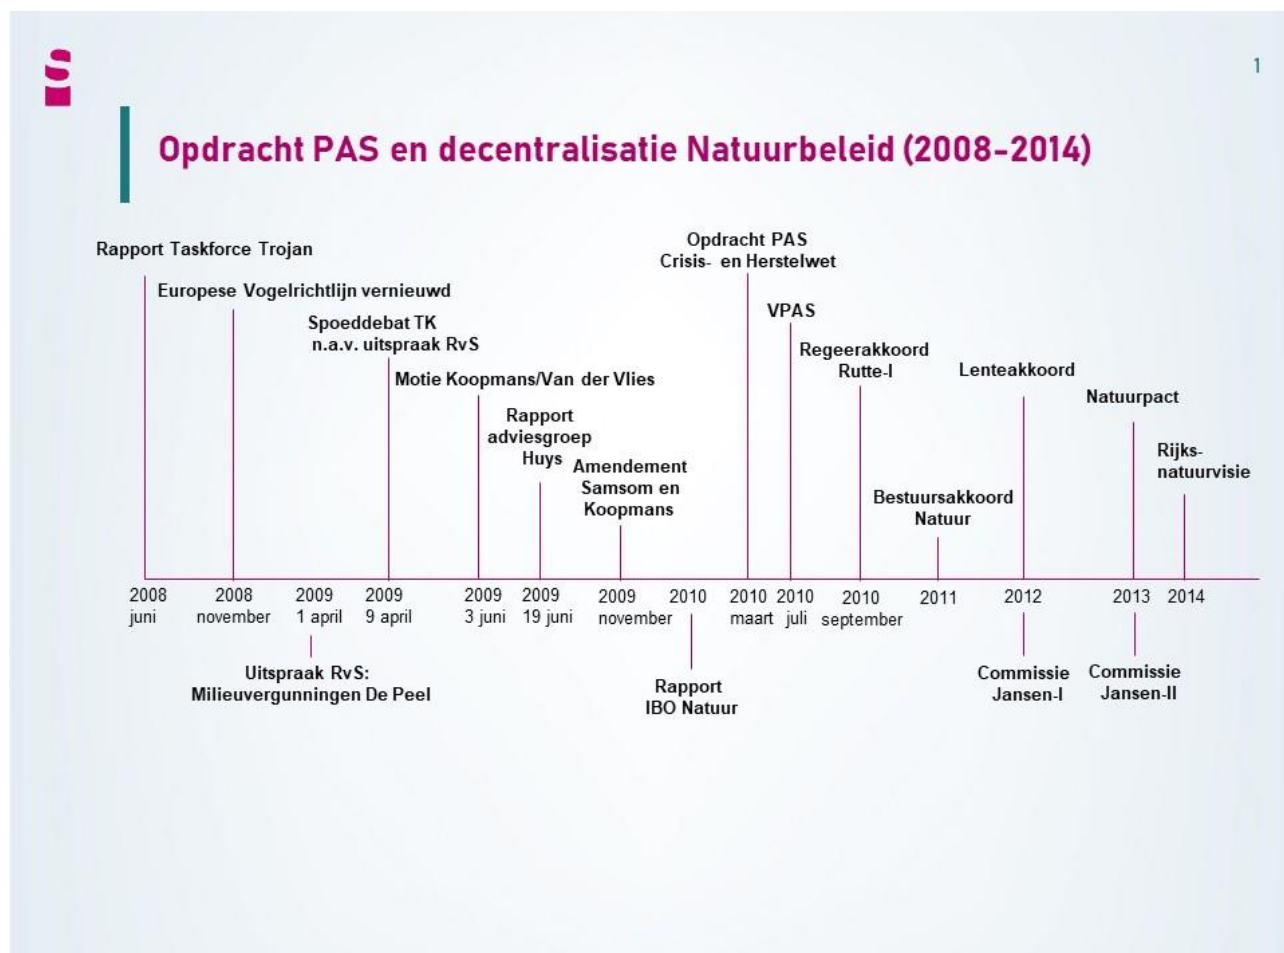 1
Opdracht PAS en decentralisatie Natuurbeleid (2008-2014)
Rapport Taskforce Trojan
Europese Vogelrichtlijn vernieuwd
Spoeddebat TK
n.a.v. uitspraak RvS
Motie Koopmans/Van der Vlies
Rapport
adviesgroep
Huys
Amendement
Samsom en
Koopmans
Opdracht PAS
Crisis- en Herstelwet
VPAS
Regeerakkoord
Rutte-I
Bestuursakkoord
Natuur
Lenteakkoord
Natuurpact
Rijks-
natuurvisie
2008
juni
2008
november
2009
1 april
2009
9 april
2009
3 juni
2009
19 juni
2009
november
2010
2010
maart
2010
juli
2010
september
2011
2012
2013
2014
Uitspraak RvS:
Milieuvergunningen De Peel
Rapport
IBO Natuur
Commissie
Jansen-I
Commissie
Jansen-II